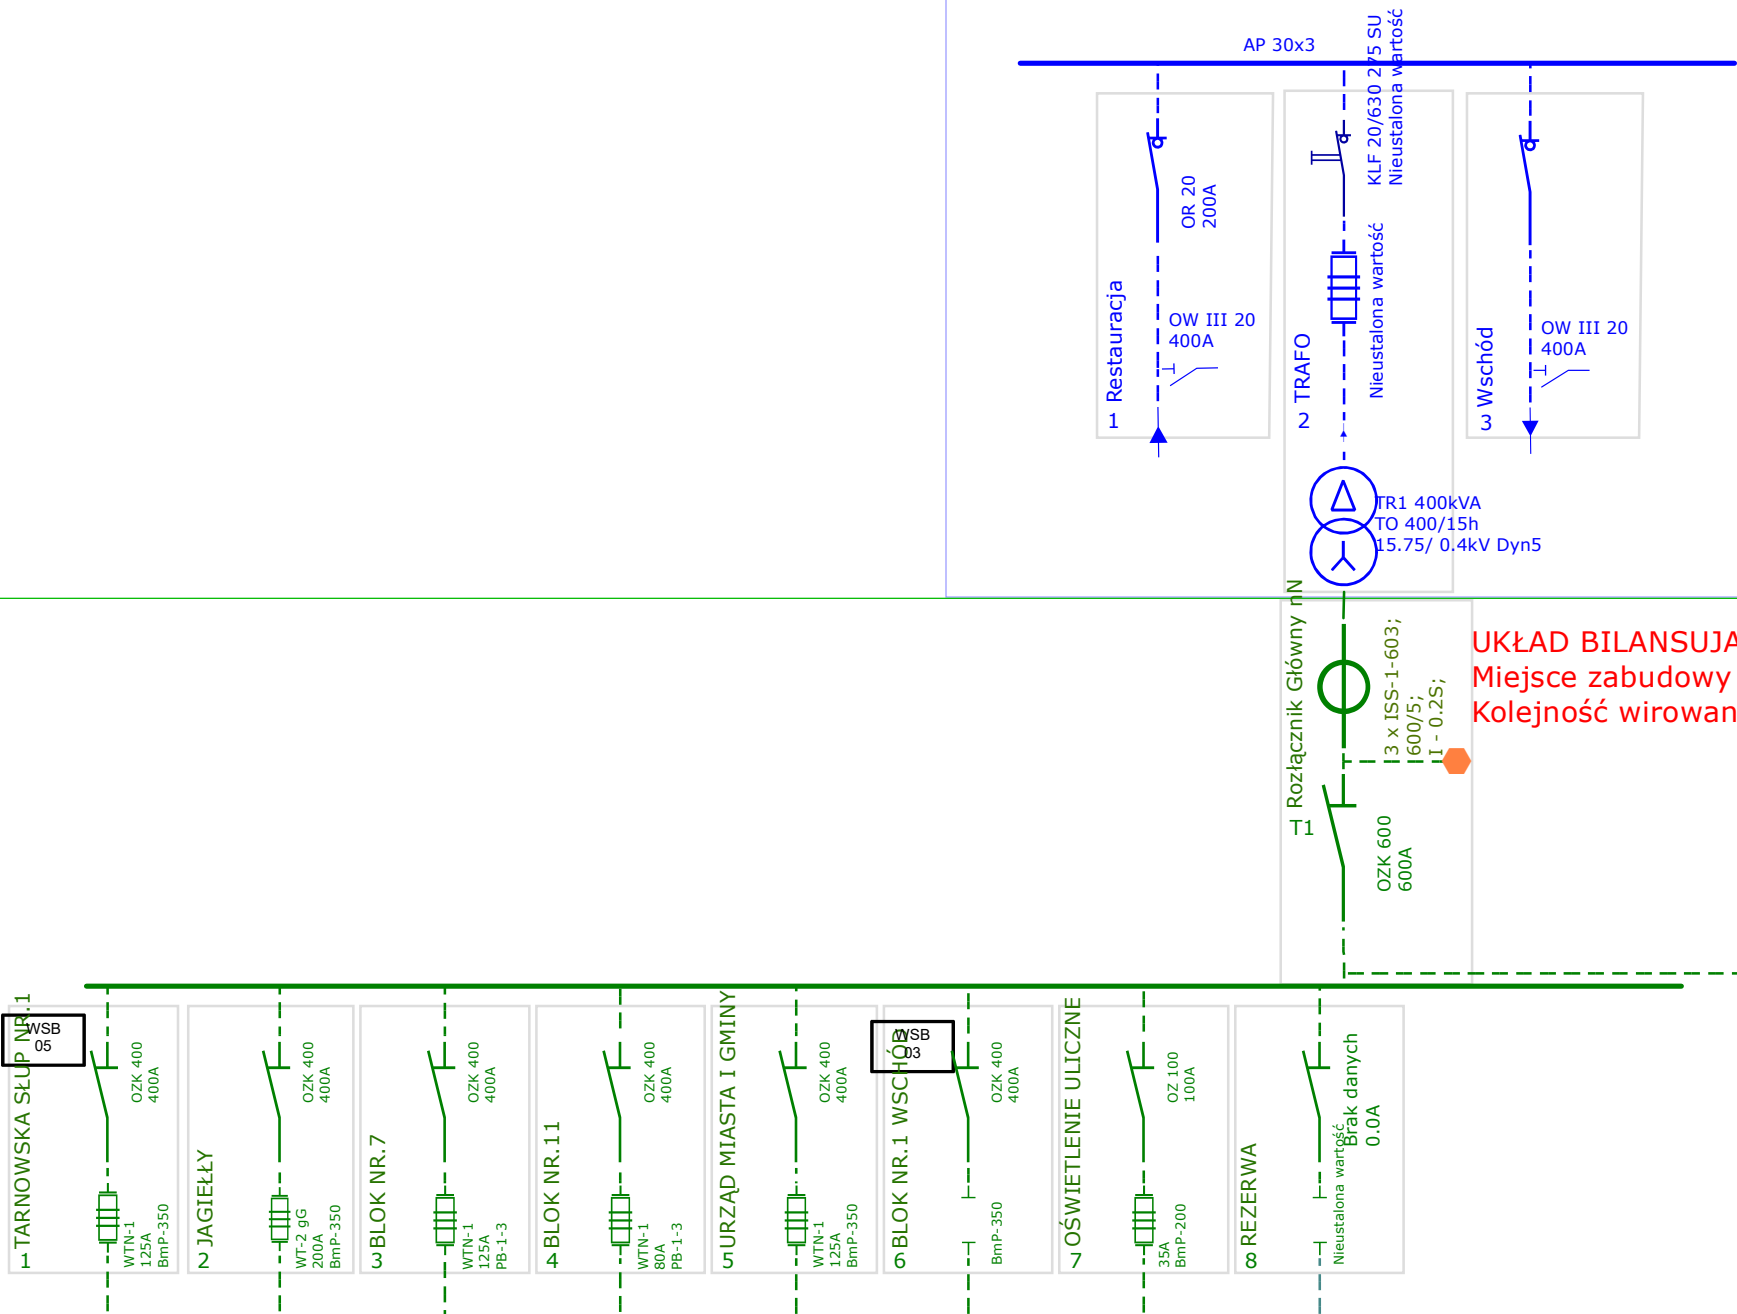 AP 30x3
1 Restauracja
OR 20
200A
OW III 20
400A
2 TRAFO
KLF 20/630 275 SU
Nieustalona wartość
Nieustalona wartość
3 Wschód
OW III 20
400A
TR1 400kVA
TO 400/15h
15.75/ 0.4kV Dyn5
Rozłącznik Główny nN
T1
3 x ISS-1-603;
600/5;
I - 0.2S;
OZK 600
600A
UKŁAD BILANSUJA
Miejsce zabudowy
Kolejność wirowan
1 TARNOWSKA SŁUP NR.1
WSB
05
OZK 400
400A
WTN-1
125A
BmP-350
2 JAGIEŁŁY
OZK 400
400A
WT-2 gG
200A
BmP-350
3 BLOK NR.7
OZK 400
400A
WTN-1
125A
PB-1-3
4 BLOK NR.11
OZK 400
400A
WTN-1
80A
PB-1-3
5 URZĄD MIASTA I GMINY
OZK 400
400A
WTN-1
125A
BmP-350
6 BLOK NR.1 WSCHÓD
WSB
03
OZK 400
400A
BmP-350
7 OŚWIETLENIE ULICZNE
OZ 100
100A
35A
BmP-200
8 REZERWA
Brak danych
0.0A
Nieustalona wartość